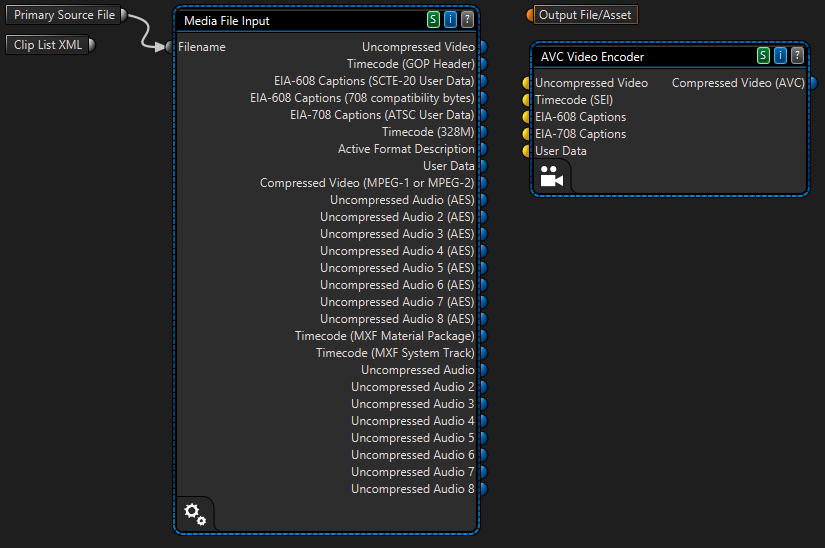 Primary Source File
Clip List XML
Media File Input
S i ?
Filename
Uncompressed Video
Timecode (GOP Header)
EIA-608 Captions (SCTE-20 User Data)
EIA-608 Captions (708 compatibility bytes)
EIA-708 Captions (ATSC User Data)
Timecode (328M)
Active Format Description
User Data
Compressed Video (MPEG-1 or MPEG-2)
Uncompressed Audio (AES)
Uncompressed Audio 2 (AES)
Uncompressed Audio 3 (AES)
Uncompressed Audio 4 (AES)
Uncompressed Audio 5 (AES)
Uncompressed Audio 6 (AES)
Uncompressed Audio 7 (AES)
Uncompressed Audio 8 (AES)
Timecode (MXF Material Package)
Timecode (MXF System Track)
Uncompressed Audio
Uncompressed Audio 2
Uncompressed Audio 3
Uncompressed Audio 4
Uncompressed Audio 5
Uncompressed Audio 6
Uncompressed Audio 7
Uncompressed Audio 8
Output File/Asset
AVC Video Encoder
S i ?
Uncompressed Video
Compressed Video (AVC)
Timecode (SEI)
EIA-608 Captions
EIA-708 Captions
User Data